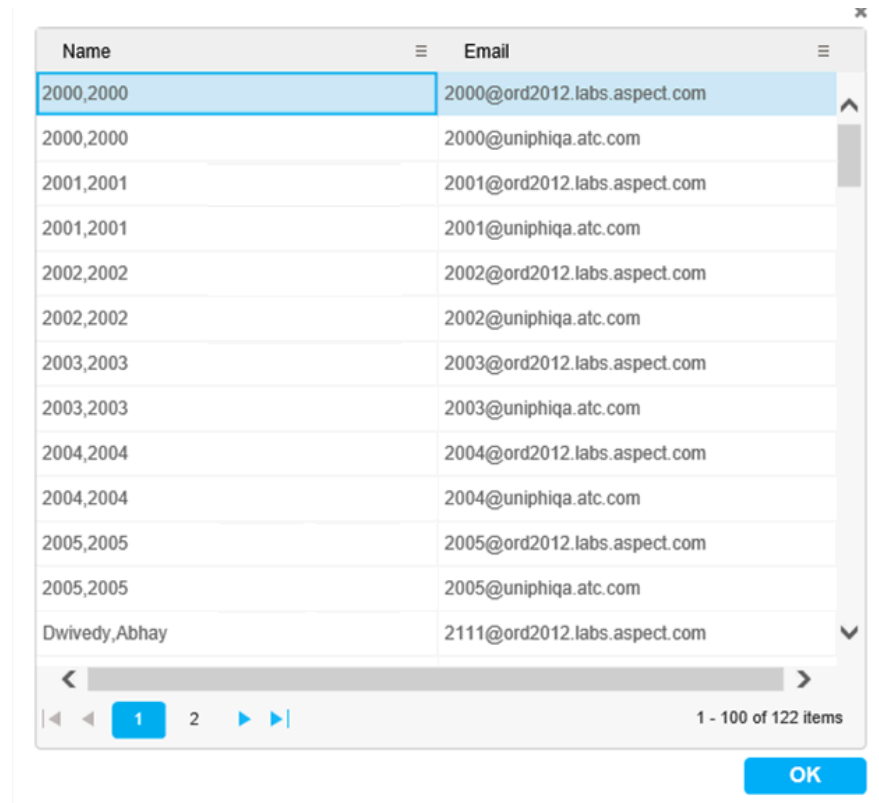 Name Email
2000,2000 2000@ord2012.labs.aspect.com
2000,2000 2000@uniphiqa.atc.com
2001,2001 2001@ord2012.labs.aspect.com
2001,2001 2001@uniphiqa.atc.com
2002,2002 2002@ord2012.labs.aspect.com
2002,2002 2002@uniphiqa.atc.com
2003,2003 2003@ord2012.labs.aspect.com
2003,2003 2003@uniphiqa.atc.com
2004,2004 2004@ord2012.labs.aspect.com
2004,2004 2004@uniphiqa.atc.com
2005,2005 2005@ord2012.labs.aspect.com
2005,2005 2005@uniphiqa.atc.com
Dwivedy,Abhay 2111@ord2012.labs.aspect.com
1 2 1 - 100 of 122 items
OK